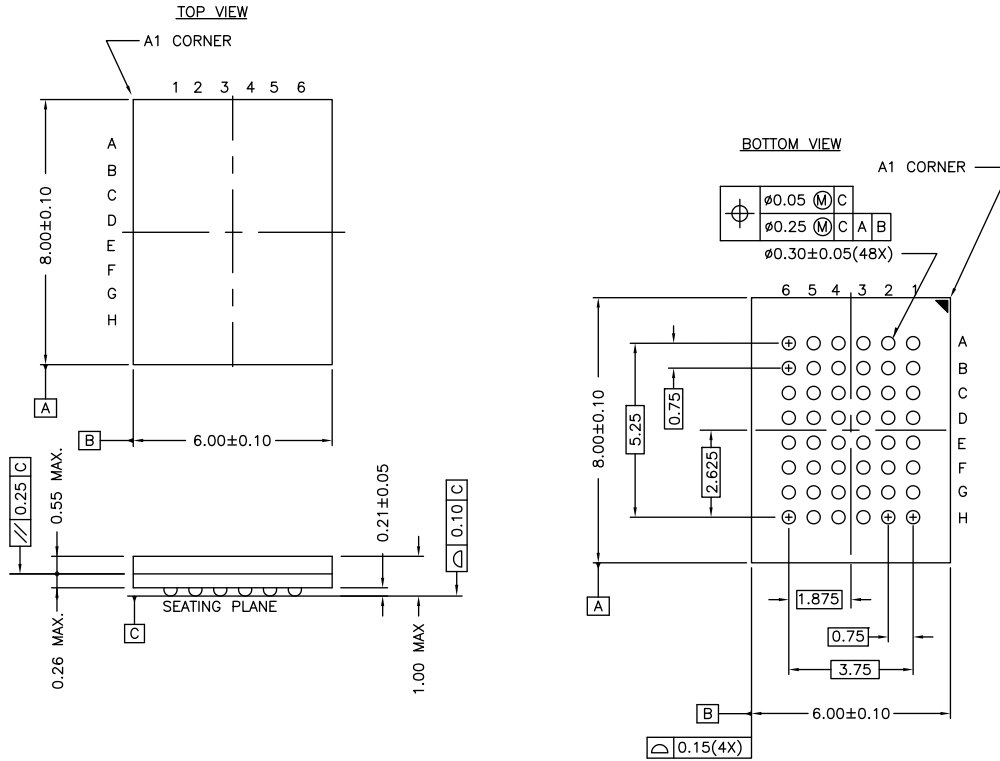 TOP VIEW
A1 CORNER
1 2 3 4 5 6
A
B
C
D
E
F
G
H
8.00±0.10
A
B
6.00±0.10
// 0.25 C
0.55 MAX.
0.21±0.05
⌓ 0.10 C
SEATING PLANE
C
0.26 MAX.
1.00 MAX
BOTTOM VIEW
A1 CORNER
⌖ ø0.05 Ⓜ C
ø0.25 Ⓜ C A B
ø0.30±0.05(48X)
6 5 4 3 2 1
A
B
C
D
E
F
G
H
8.00±0.10
5.25
0.75
2.625
A
1.875
0.75
3.75
B
6.00±0.10
⌓ 0.15(4X)